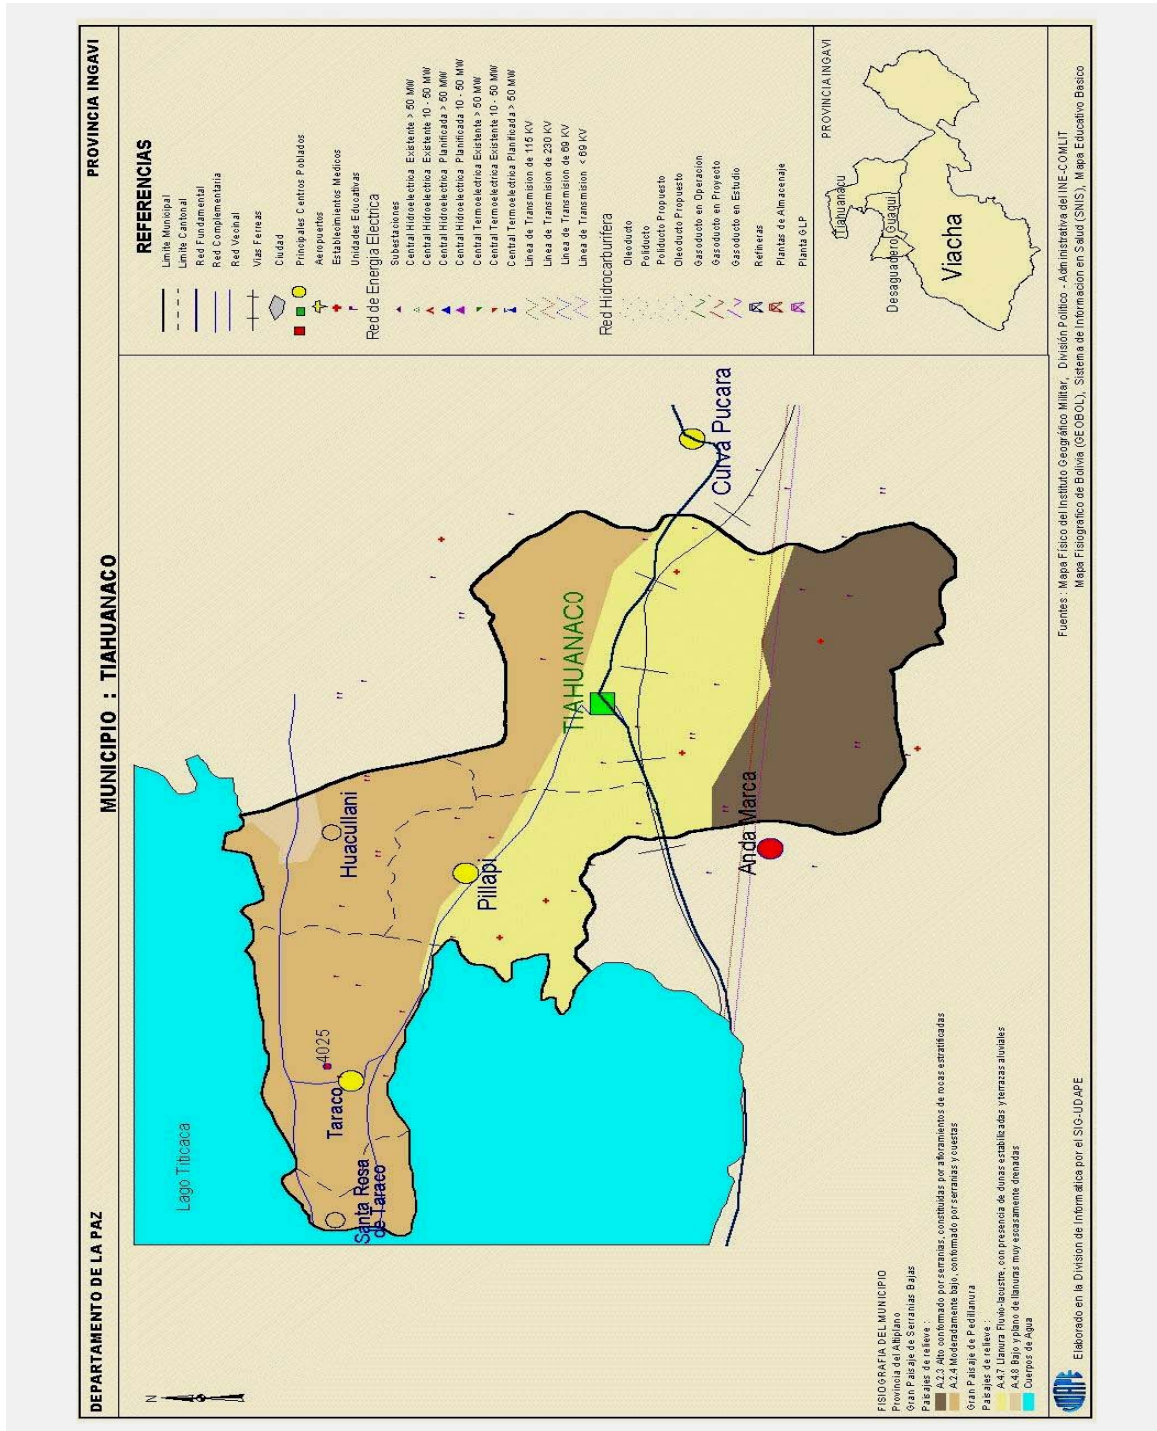 DEPARTAMENTO DE LA PAZ
MUNICIPIO : TIAHUANACO
PROVINCIA INGAVI
N
Lago Titicaca
Santa Rosa
de Taraco
Taraco
4025
Huacullani
Pillapi
TIAHUANACO
Anda Marca
Curva Pucara
REFERENCIAS
Limite Municipal
Limite Cantonal
Red Fundamental
Red Complementaria
Red Vecinal
Vias Ferreas
Ciudad
Principales Centros Poblados
Aeropuertos
Establecimientos Medicos
Unidades Educativas
Red de Energia Electrica
Subestaciones
Central Hidroelectrica Existente > 50 MW
Central Hidroelectrica Existente 10 - 50 MW
Central Hidroelectrica Planificada > 50 MW
Central Hidroelectrica Planificada 10 - 50 MW
Central Termoelectrica Existente > 50 MW
Central Termoelectrica Existente 10 - 50 MW
Central Termoelectrica Planificada > 50 MW
Linea de Transmision de 115 KV
Linea de Transmision de 230 KV
Linea de Transmision de 69 KV
Linea de Transmision < 69 KV
Red Hidrocarburifera
Oleoducto
Poliducto
Poliducto Propuesto
Oleoducto Propuesto
Gasoducto en Operacion
Gasoducto en Proyecto
Gasoducto en Estudio
Refineras
Plantas de Almacenaje
Planta GLP
PROVINCIA INGAVI
Tiahuanacu
Guaqui
Desaguadero
Viacha
FISIOGRAFIA DEL MUNICIPIO
Provincia del Altiplano
Gran Paisaje de Serranias Bajas
Paisajes de relieve :
A.2.3 Alto conformado por serranias, constituidas por afloramientos de rocas estratificadas
A.2.4 Moderadamente bajo, conformado por serranias y cuestas
Gran Paisaje de Pedillanura
Paisajes de relieve :
A.4.7 Llanura Fluvio-lacustre, con presencia de dunas estabilizadas y terrazas aluviales
A.4.8 Bajo y plano de llanuras muy escasamente drenadas
Cuerpos de Agua
UDAPE
Elaborado en la Division de Informatica por el SIG-UDAPE
Fuentes : Mapa Físico del Instituto Geográfico Militar, División Político - Administrativa del INE-COMLIT
Mapa Fisiografico de Bolivia (GEOBOL), Sistema de Informacion en Salud (SNIS), Mapa Educativo Basico